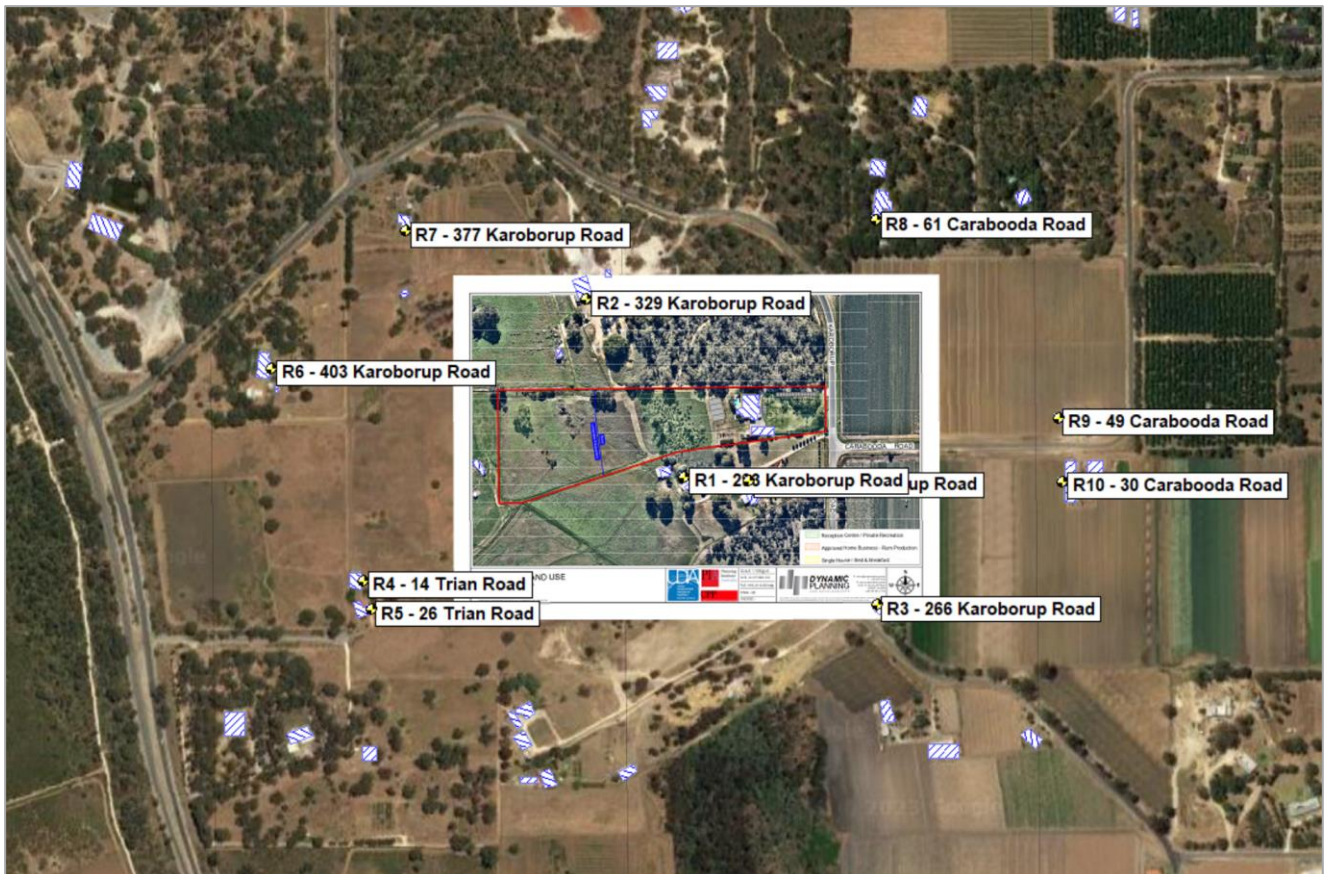 R7 - 377 Karoborup Road
R8 - 61 Carabooda Road
R2 - 329 Karoborup Road
R6 - 403 Karoborup Road
R9 - 49 Carabooda Road
CARABOODA ROAD
R1 - 2 3 Karoborup Road
up Road
R10 - 30 Carabooda Road
Reception Centre / Private Recreation
Approved Home Business - Rum Production
Single House / Bed & Breakfast
AND USE
DYNAMIC
PLANNING
R4 - 14 Trian Road
R5 - 26 Trian Road
R3 - 266 Karoborup Road